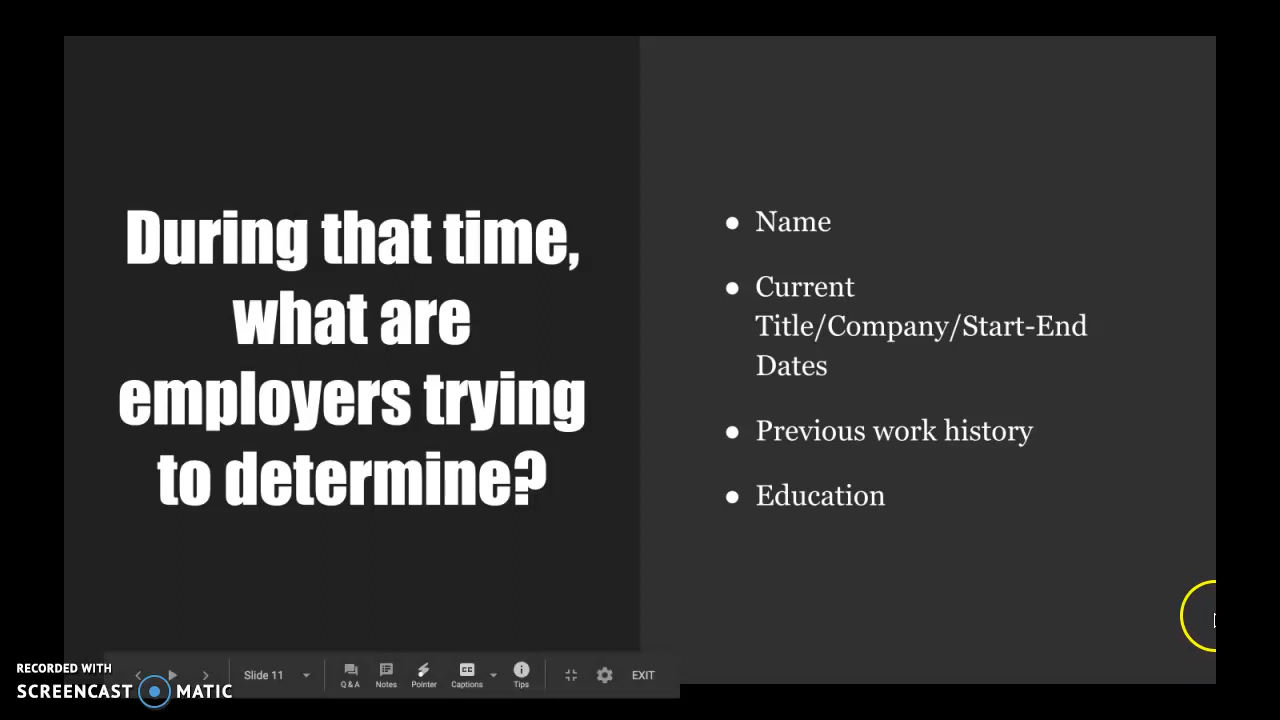 During that time,
what are
employers trying
to determine?
● Name
● Current
Title/Company/Start-End
Dates
● Previous work history
● Education
Slide 11
Q & A
Notes
Pointer
CC
Captions
Tips
EXIT
RECORDED WITH
SCREENCAST MATIC